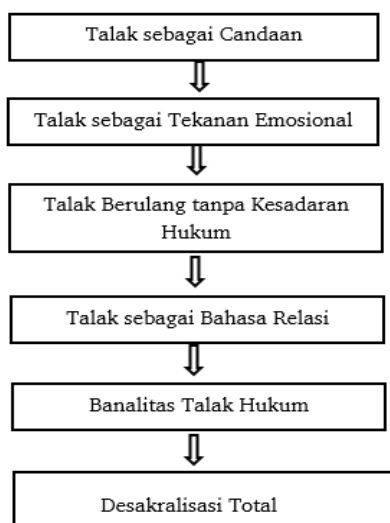 Talak sebagai Candaan
Talak sebagai Tekanan Emosional
Talak Berulang tanpa Kesadaran
Hukum
Talak sebagai Bahasa Relasi
Banalitas Talak Hukum
Desakralisasi Total